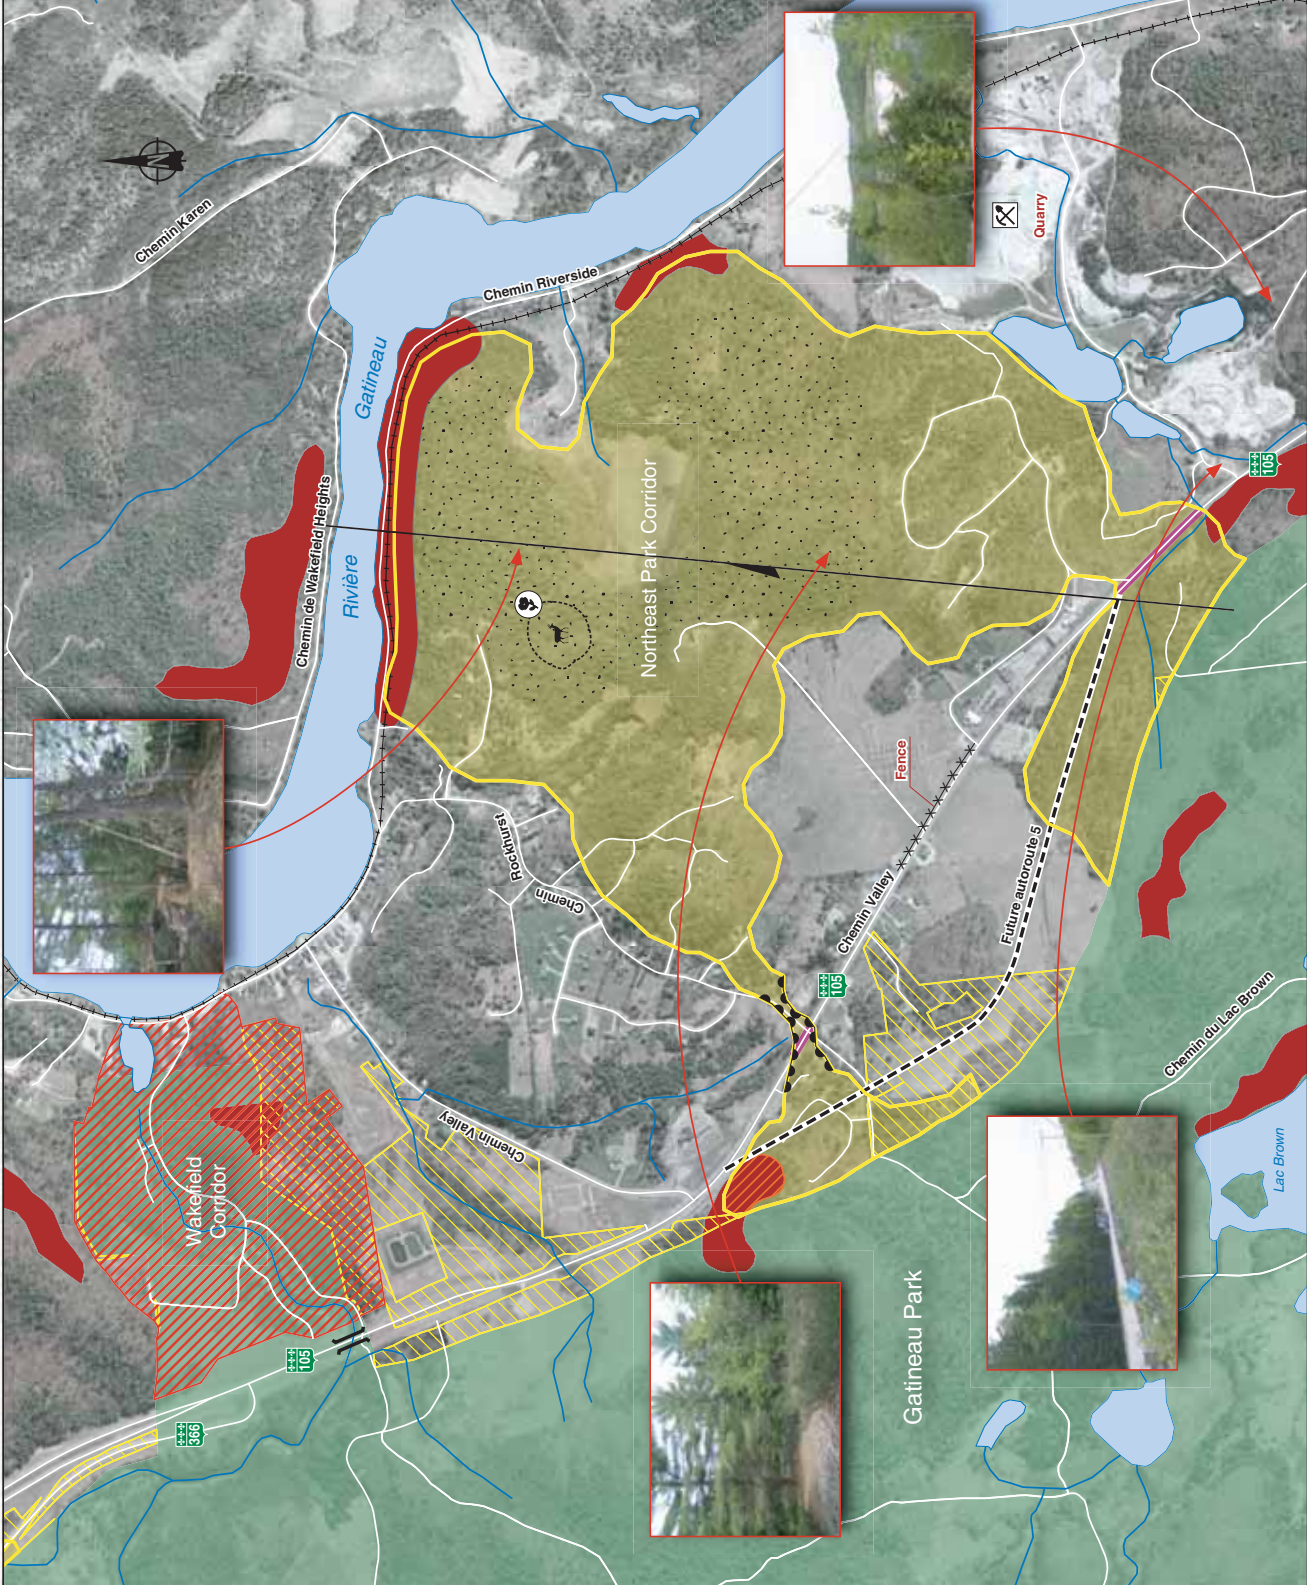 N
Chemin Karen
Chemin Riverside
Quarry
Gatineau
Rivière
Chemin de Wakefield Heights
105
Northeast Park Corridor
Fence
Rockhurst
Chemin
Chemin Valley
Future autoroute 5
105
Chemin du Lac Brown
Wakefield
Corridor
Chemin Valley
Lac Brown
105
Gatineau Park
366